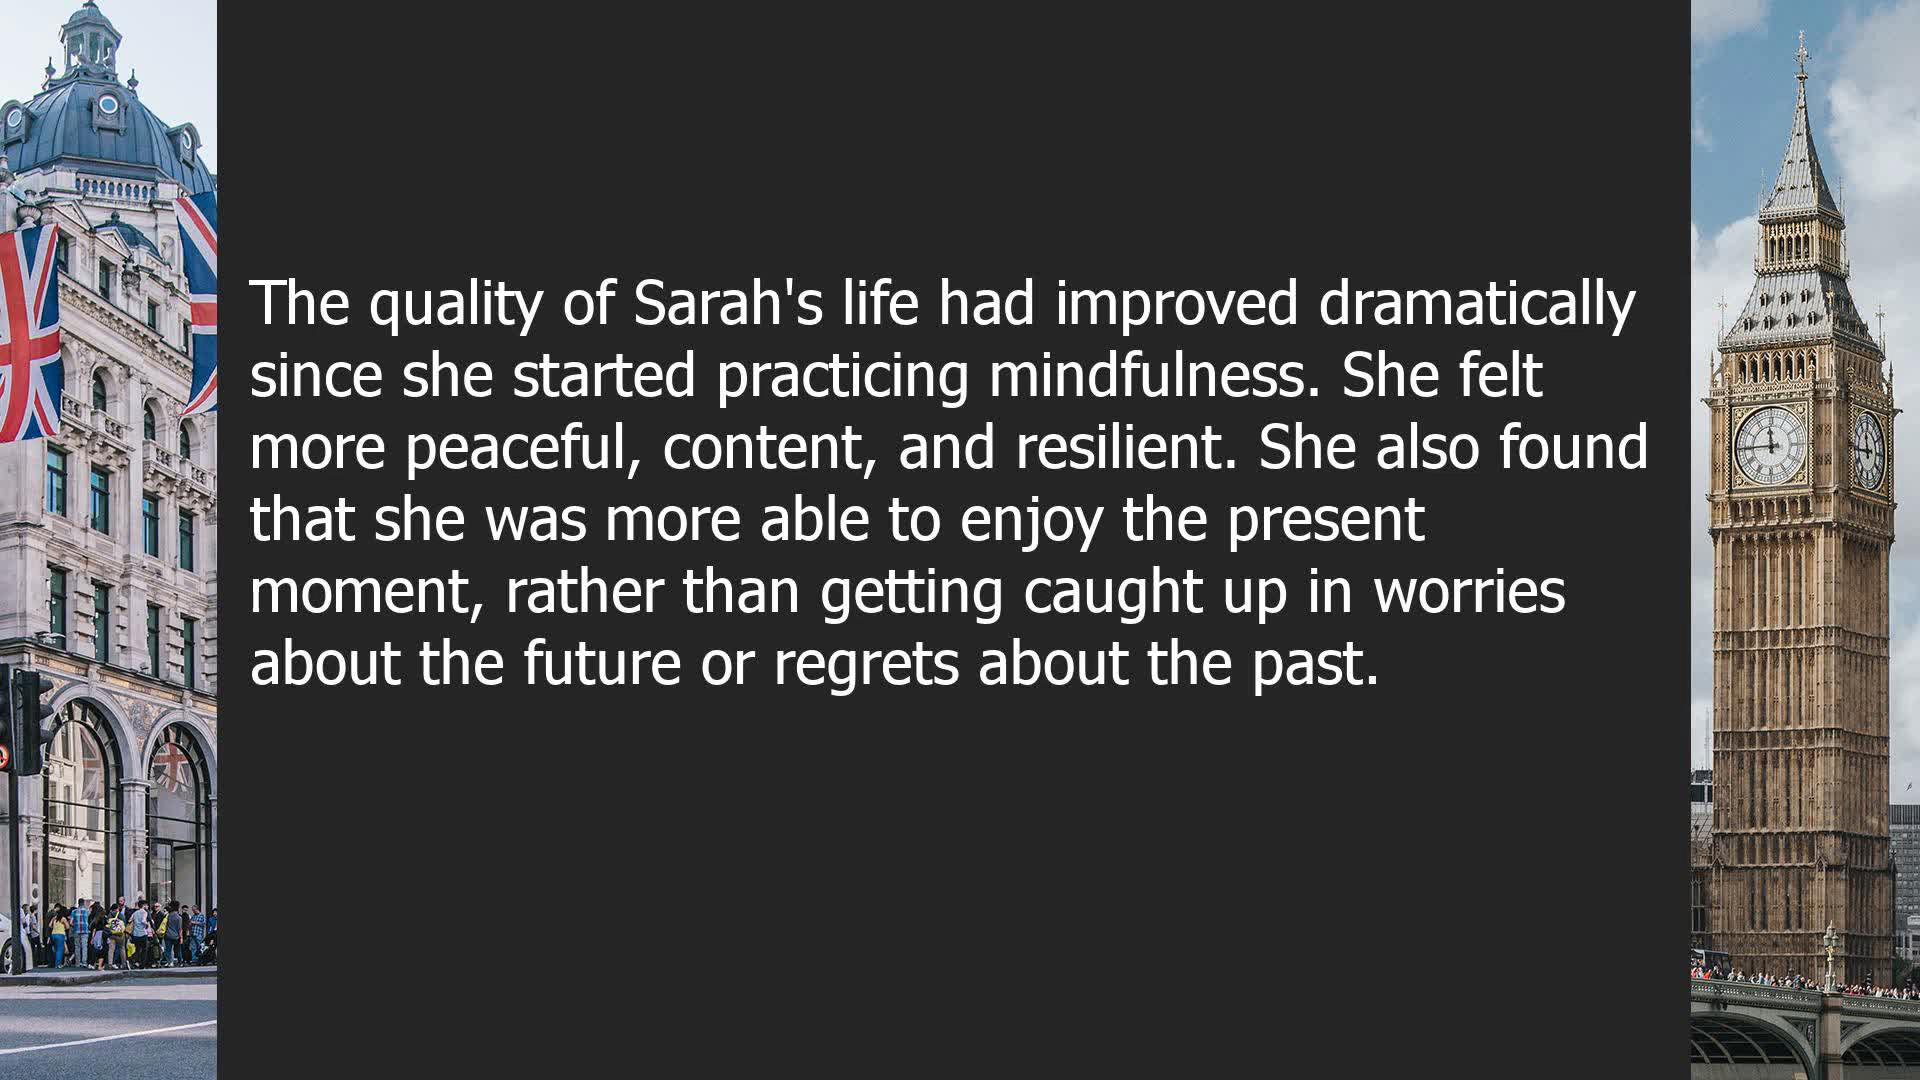 The quality of Sarah's life had improved dramatically
since she started practicing mindfulness. She felt
more peaceful, content, and resilient. She also found
that she was more able to enjoy the present
moment, rather than getting caught up in worries
about the future or regrets about the past.